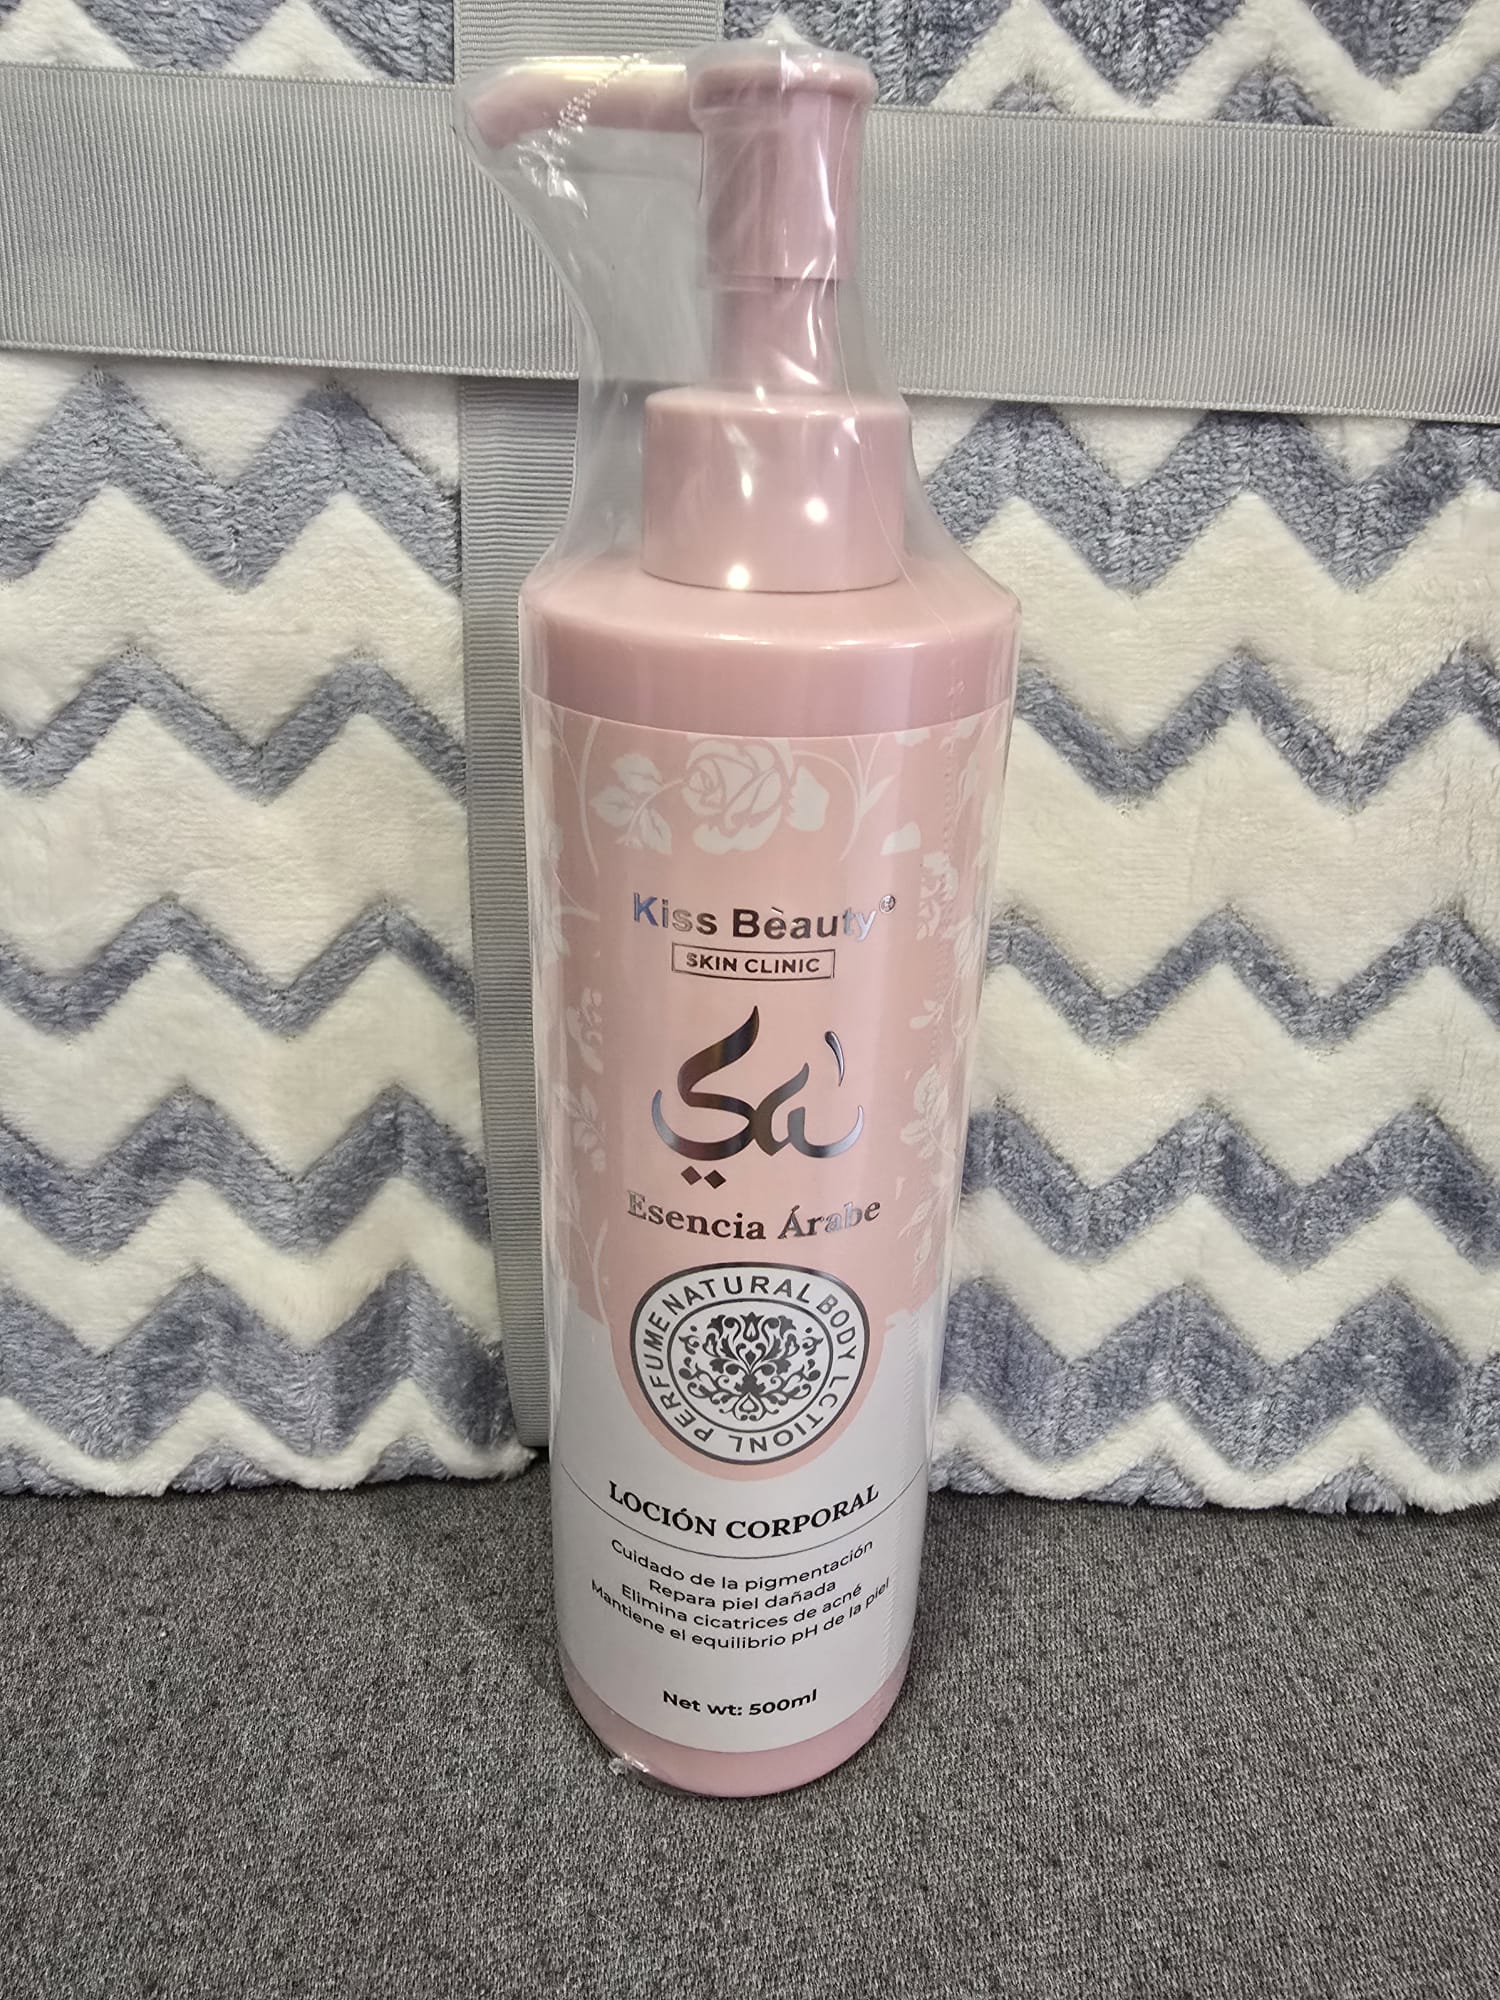 Kiss Bèauty®
SKIN CLINIC
Sa'
Esencia Árabe
PERFUME NATURAL BODY LCTIONL
LOCIÓN CORPORAL
Cuidado de la pigmentación
Repara piel dañada
Elimina cicatrices de acné
Mantiene el equilibrio pH de la piel
Net wt: 500ml